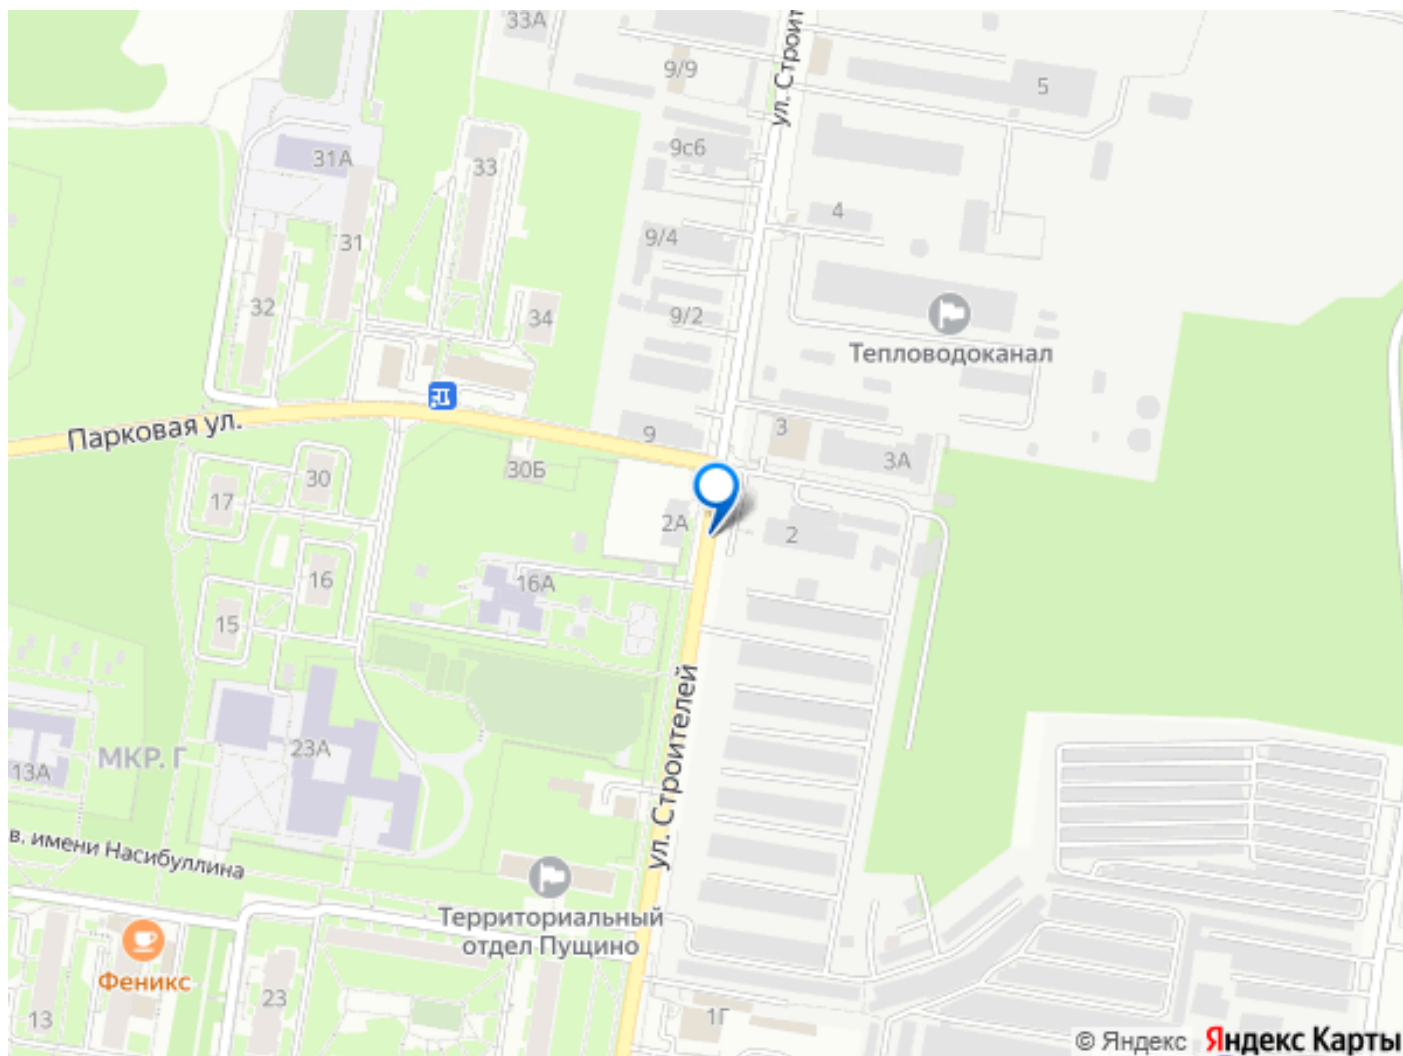 33А
9/9
ул. Строит
5
31А
33
9с6
4
31
9/4
32
34
9/2
Тепловодоканал
Парковая ул.
9
3
3А
30
30Б
17
2А
2
16
16А
15
ул. Строителей
23А
МКР. Г
13А
в. имени Насибуллина
Территориальный
отдел Пущино
Феникс
23
13
1Г
© Яндекс Яндекс Карты